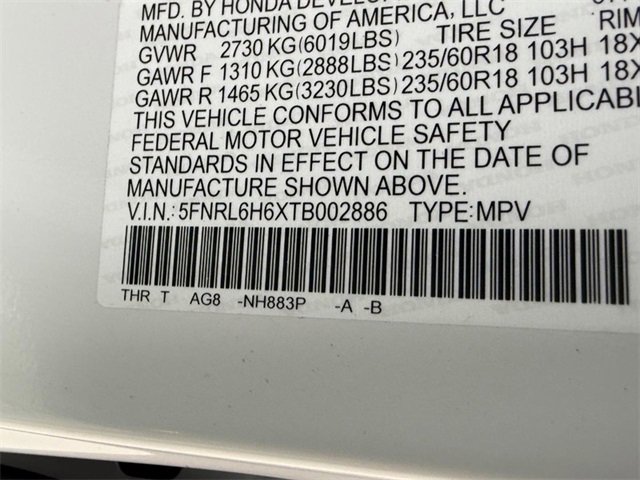 MFD. BY HONDA DEVELO
MANUFACTURING OF AMERICA, LLC
GVWR 2730 KG(6019LBS) TIRE SIZE RIM
GAWR F 1310 KG(2888LBS) 235/60R18 103H 18X
GAWR R 1465 KG(3230LBS) 235/60R18 103H 18X
THIS VEHICLE CONFORMS TO ALL APPLICABL
FEDERAL MOTOR VEHICLE SAFETY
STANDARDS IN EFFECT ON THE DATE OF
MANUFACTURE SHOWN ABOVE.
V.I.N.: 5FNRL6H6XTB002886 TYPE:MPV
THR T AG8 -NH883P -A -B